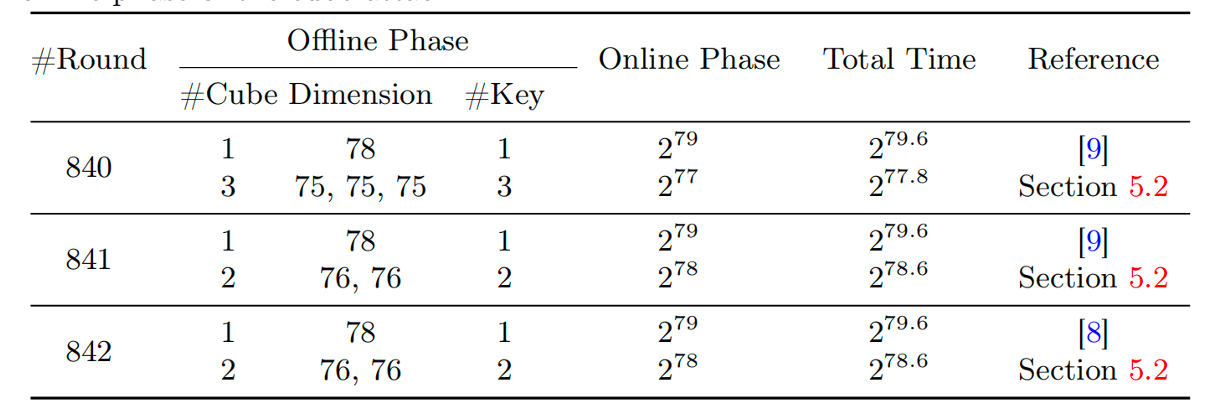 #Round Offline Phase Online Phase Total Time Reference
#Cube Dimension #Key
840 1 78 1 2^79 2^79.6 [9]
3 75, 75, 75 3 2^77 2^77.8 Section 5.2
841 1 78 1 2^79 2^79.6 [9]
2 76, 76 2 2^78 2^78.6 Section 5.2
842 1 78 1 2^79 2^79.6 [8]
2 76, 76 2 2^78 2^78.6 Section 5.2